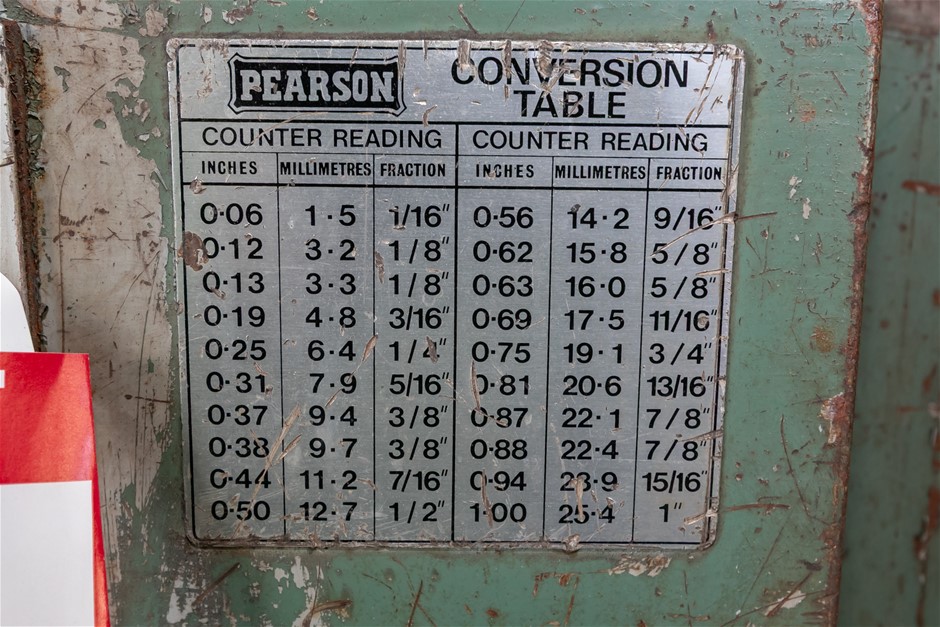 PEARSON CONVERSION
TABLE
COUNTER READING COUNTER READING
INCHES MILLIMETRES FRACTION INCHES MILLIMETRES FRACTION
0·06 1·5 1/16" 0·56 14·2 9/16"
0·12 3·2 1/8" 0·62 15·8 5/8"
0·13 3·3 1/8" 0·63 16·0 5/8"
0·19 4·8 3/16" 0·69 17·5 11/16"
0·25 6·4 1/4" 0·75 19·1 3/4"
0·31 7·9 5/16" 0·81 20·6 13/16"
0·37 9·4 3/8" 0·87 22·1 7/8"
0·38 9·7 3/8" 0·88 22·4 7/8"
0·44 11·2 7/16" 0·94 23·9 15/16"
0·50 12·7 1/2" 1·00 25·4 1"